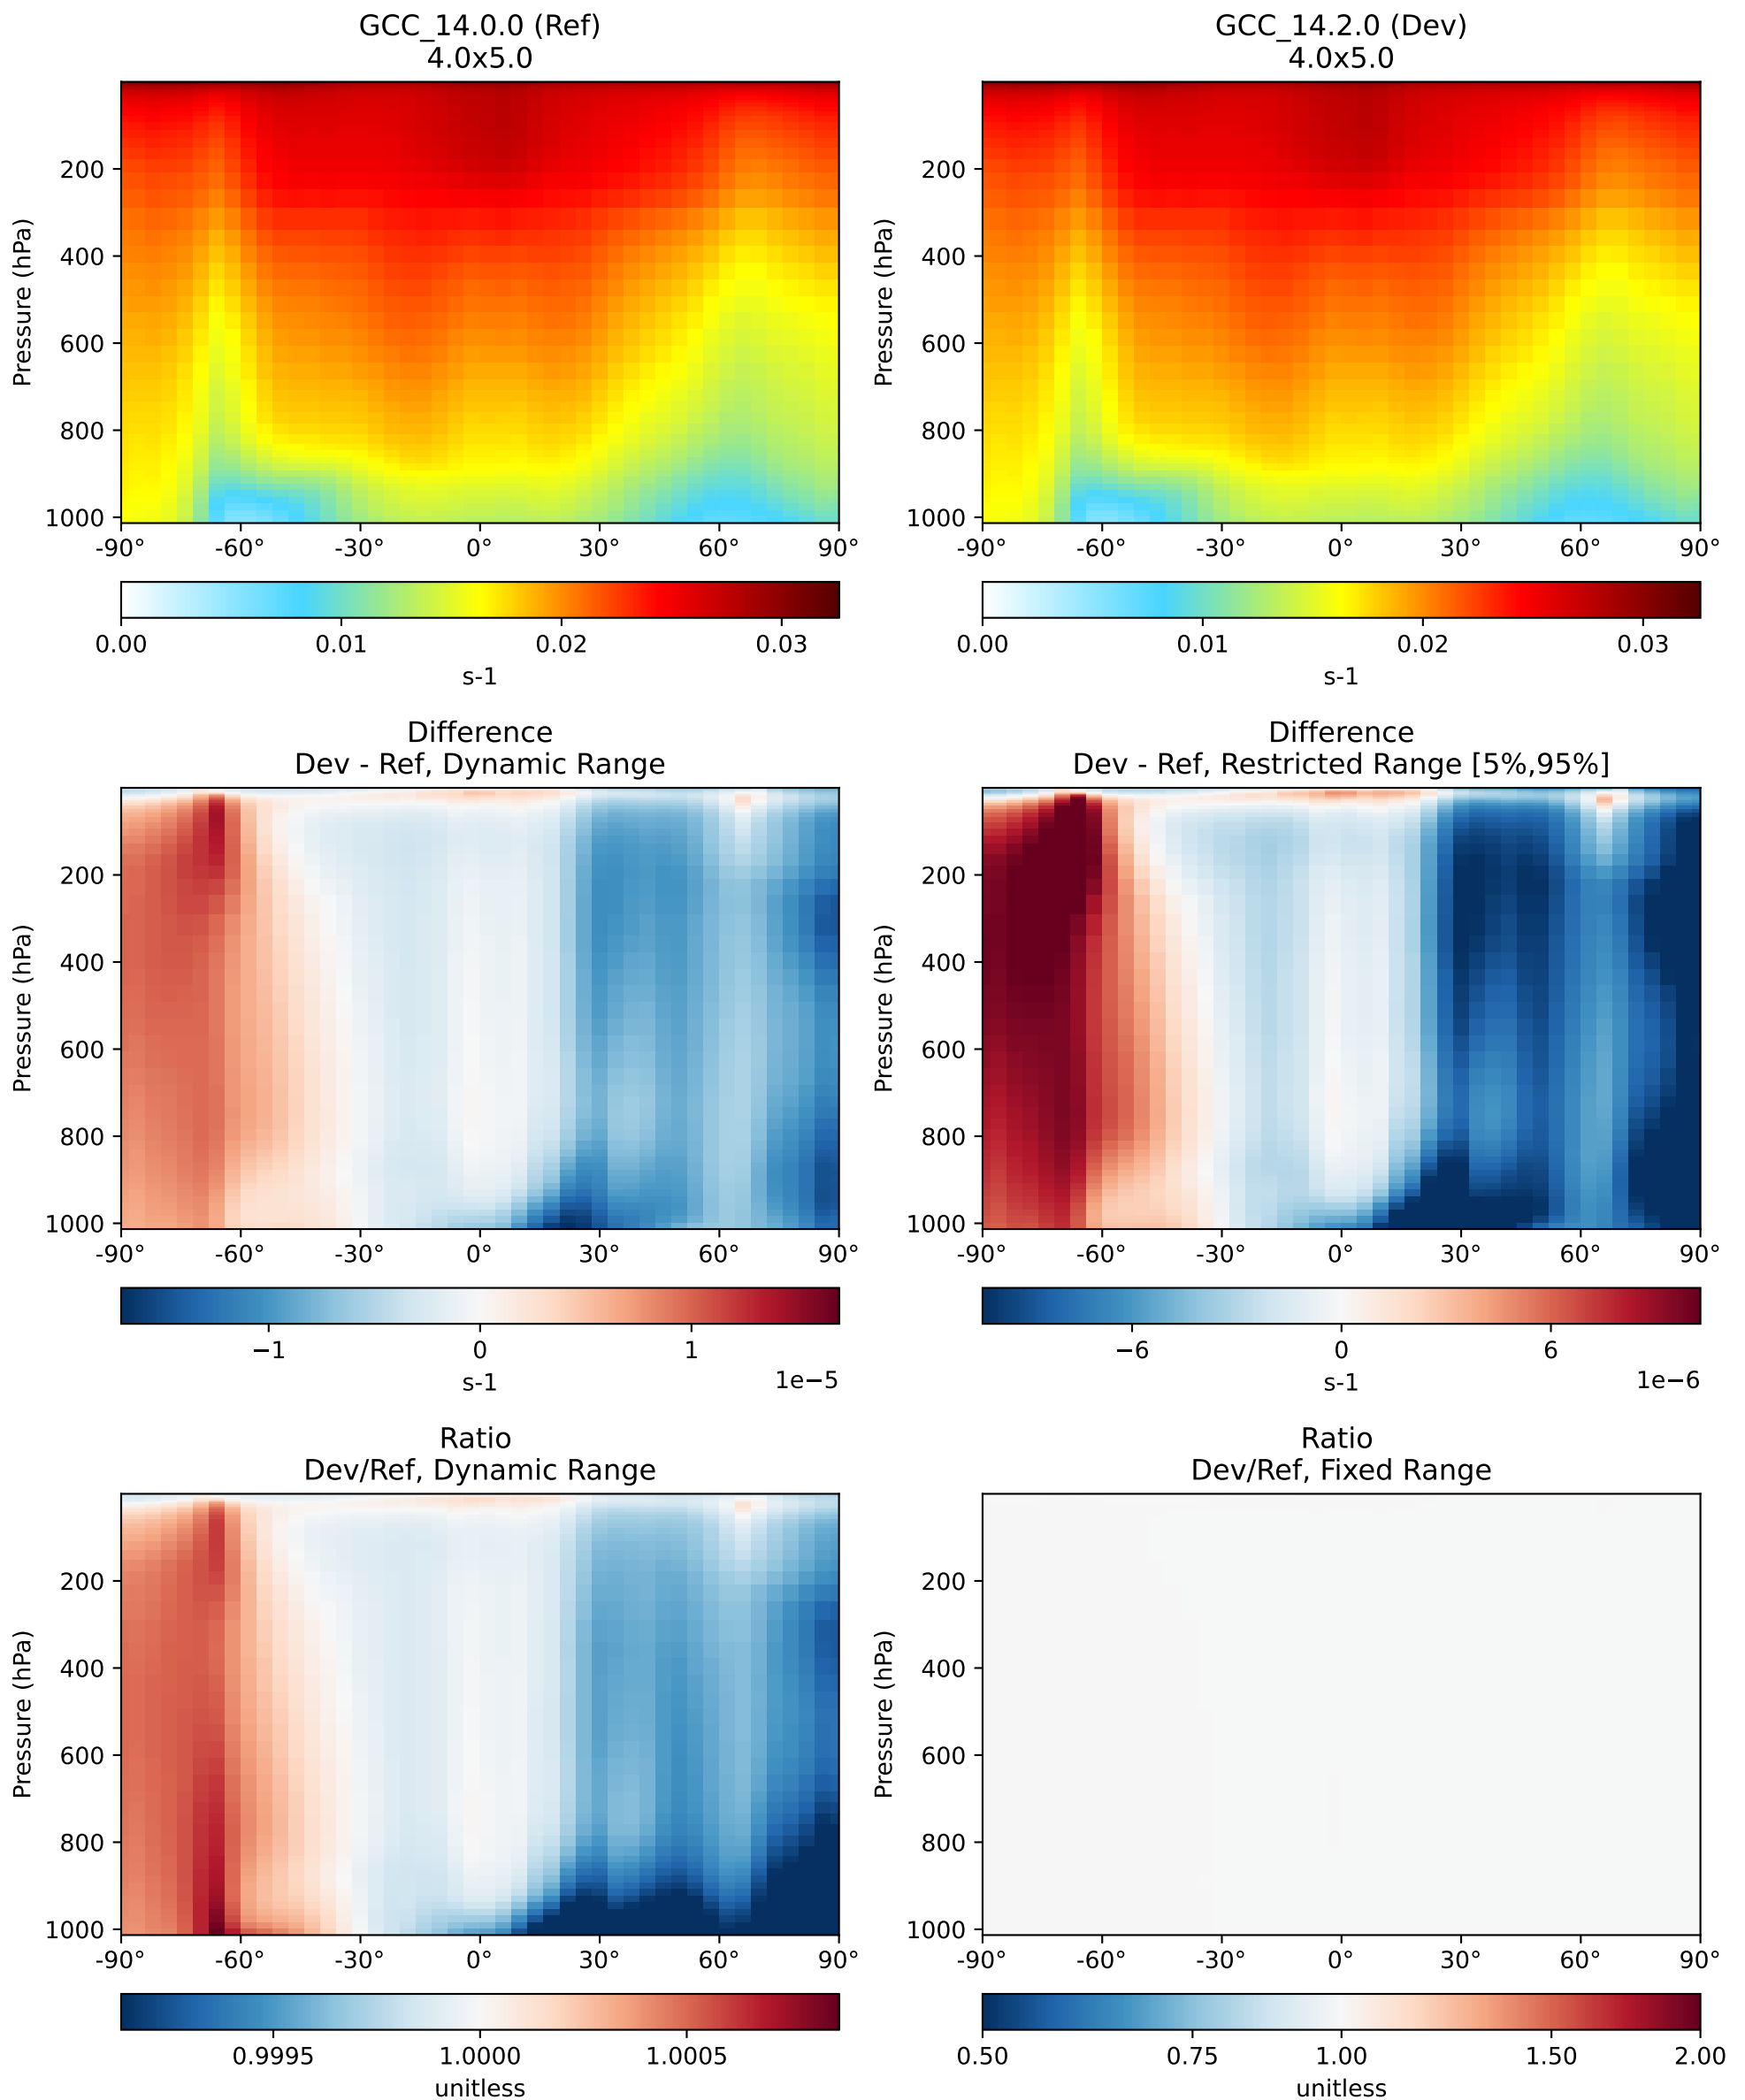 GCC_14.0.0 (Ref)
4.0x5.0
Pressure (hPa)
200
400
600
800
1000
-90° -60° -30° 0° 30° 60° 90°
0.00 0.01 0.02 0.03
s-1
GCC_14.2.0 (Dev)
4.0x5.0
Pressure (hPa)
200
400
600
800
1000
-90° -60° -30° 0° 30° 60° 90°
0.00 0.01 0.02 0.03
s-1
Difference
Dev - Ref, Dynamic Range
Pressure (hPa)
200
400
600
800
1000
-90° -60° -30° 0° 30° 60° 90°
−1 0 1
s-1 1e−5
Difference
Dev - Ref, Restricted Range [5%,95%]
Pressure (hPa)
200
400
600
800
1000
-90° -60° -30° 0° 30° 60° 90°
−6 0 6
s-1 1e−6
Ratio
Dev/Ref, Dynamic Range
Pressure (hPa)
200
400
600
800
1000
-90° -60° -30° 0° 30° 60° 90°
0.9995 1.0000 1.0005
unitless
Ratio
Dev/Ref, Fixed Range
Pressure (hPa)
200
400
600
800
1000
-90° -60° -30° 0° 30° 60° 90°
0.50 0.75 1.00 1.50 2.00
unitless